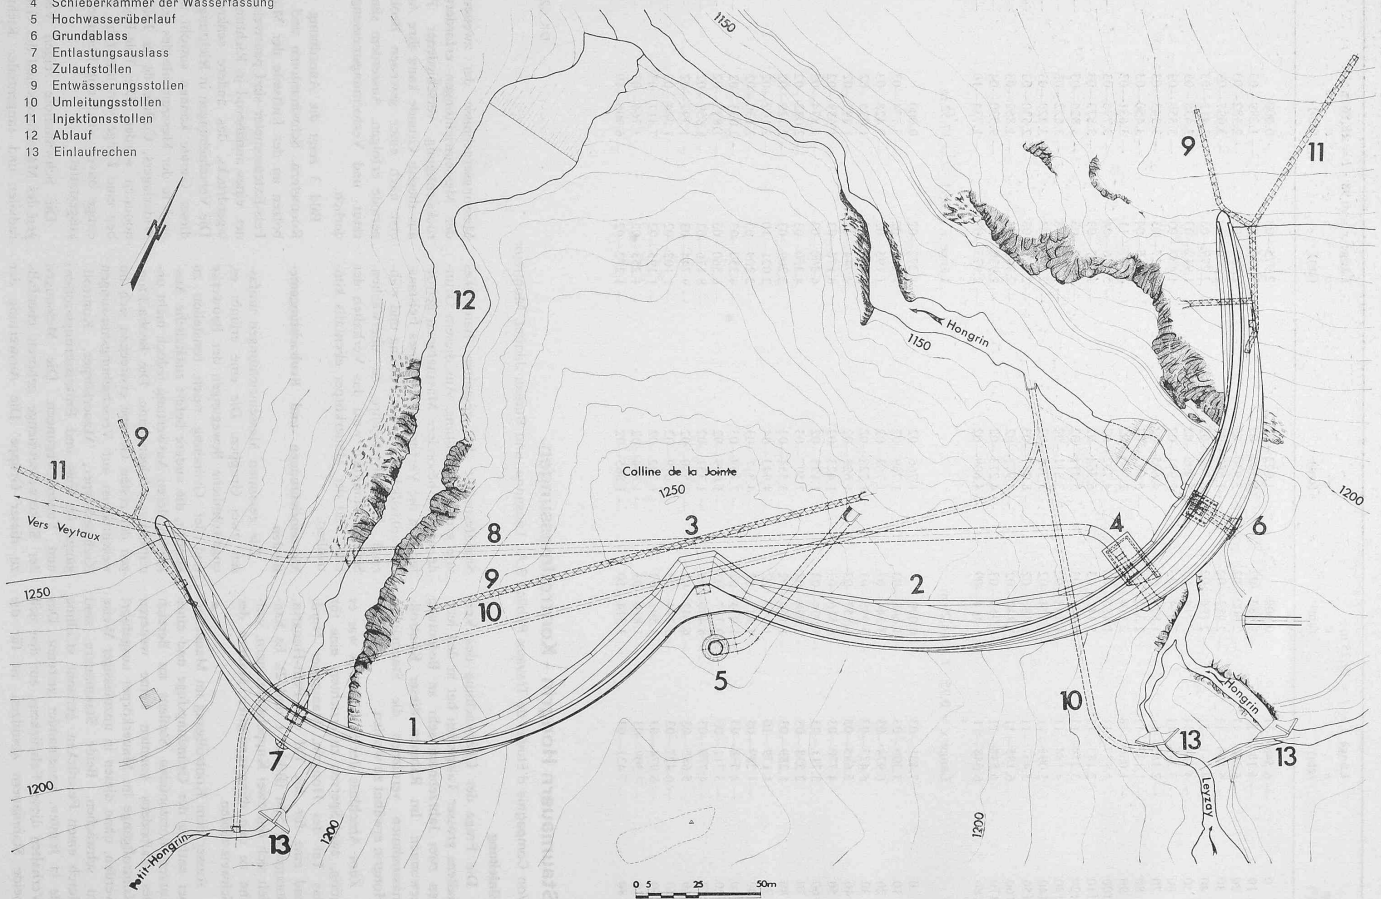 4 Schieberkammer der Wasserfassung
5 Hochwasserüberlauf
6 Grundablass
7 Entlastungsauslass
8 Zulaufstollen
9 Entwässerungsstollen
10 Umleitungsstollen
11 Injektionsstollen
12 Ablauf
13 Einlaufrechen
1150
9
11
N
12
Hongrin
1150
9
11
Colline de la Jointe
1250
1200
Vers Veytaux
8
3
4
6
9
10
2
1250
5
10
Hongrin
1
13
13
7
1200
Leyzay
13
1200
1200
Petit-Hongrin
0 5 25 50m